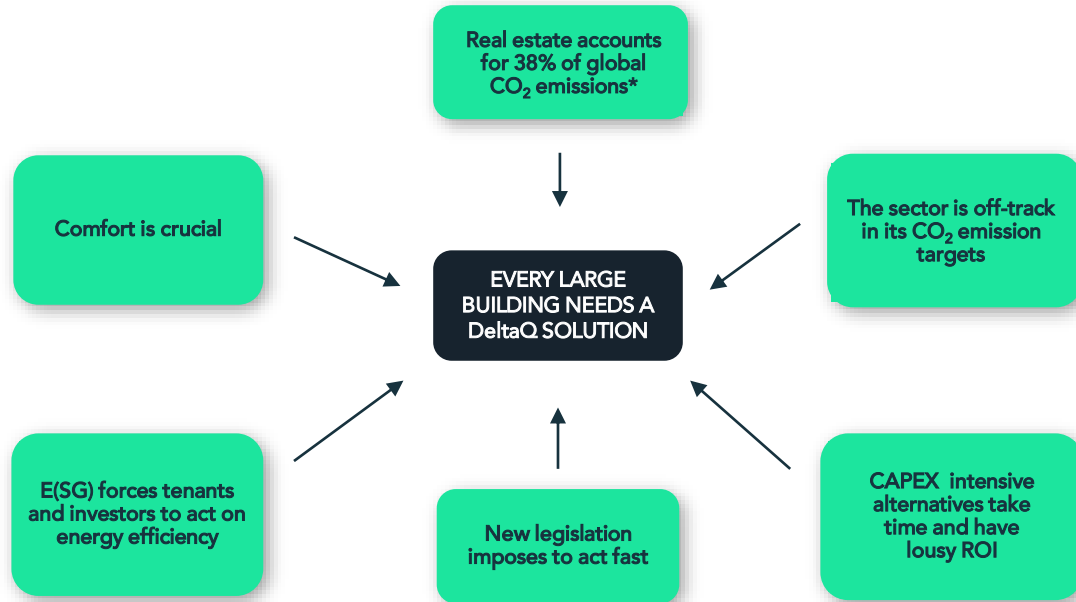 Real estate accounts
for 38% of global
CO₂ emissions*
Comfort is crucial
The sector is off-track
in its CO₂ emission
targets
EVERY LARGE
BUILDING NEEDS A
DeltaQ SOLUTION
E(SG) forces tenants
and investors to act on
energy efficiency
New legislation
imposes to act fast
CAPEX intensive
alternatives take
time and have
lousy ROI